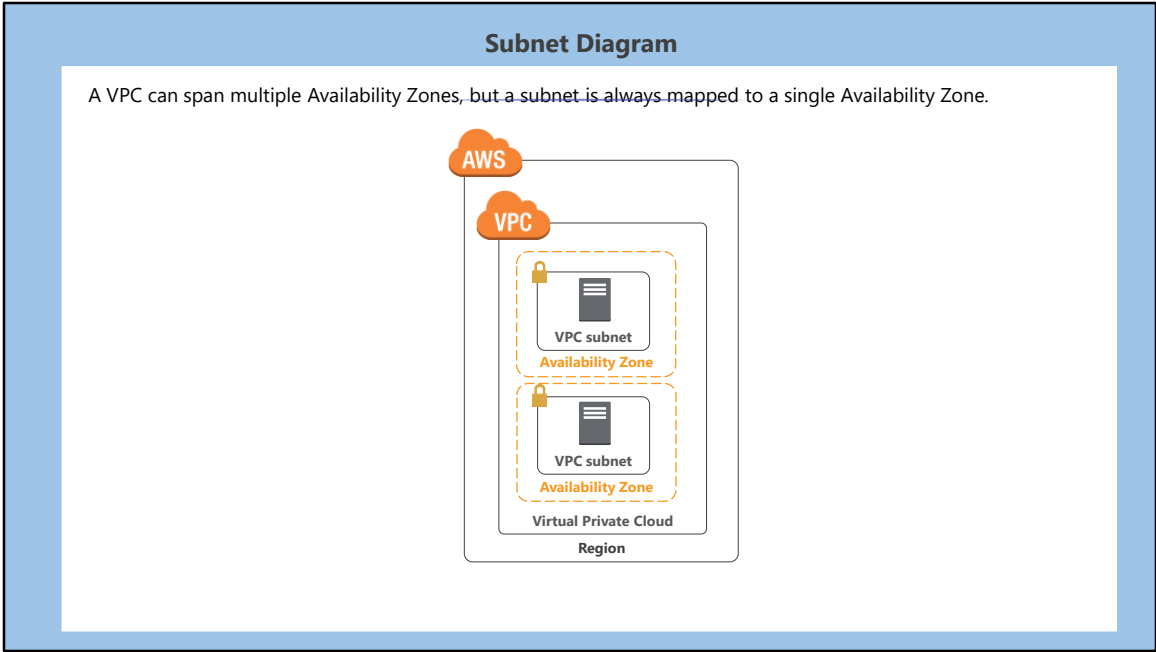 Subnet Diagram
A VPC can span multiple Availability Zones, but a subnet is always mapped to a single Availability Zone.
AWS
VPC
VPC subnet
Availability Zone
VPC subnet
Availability Zone
Virtual Private Cloud
Region